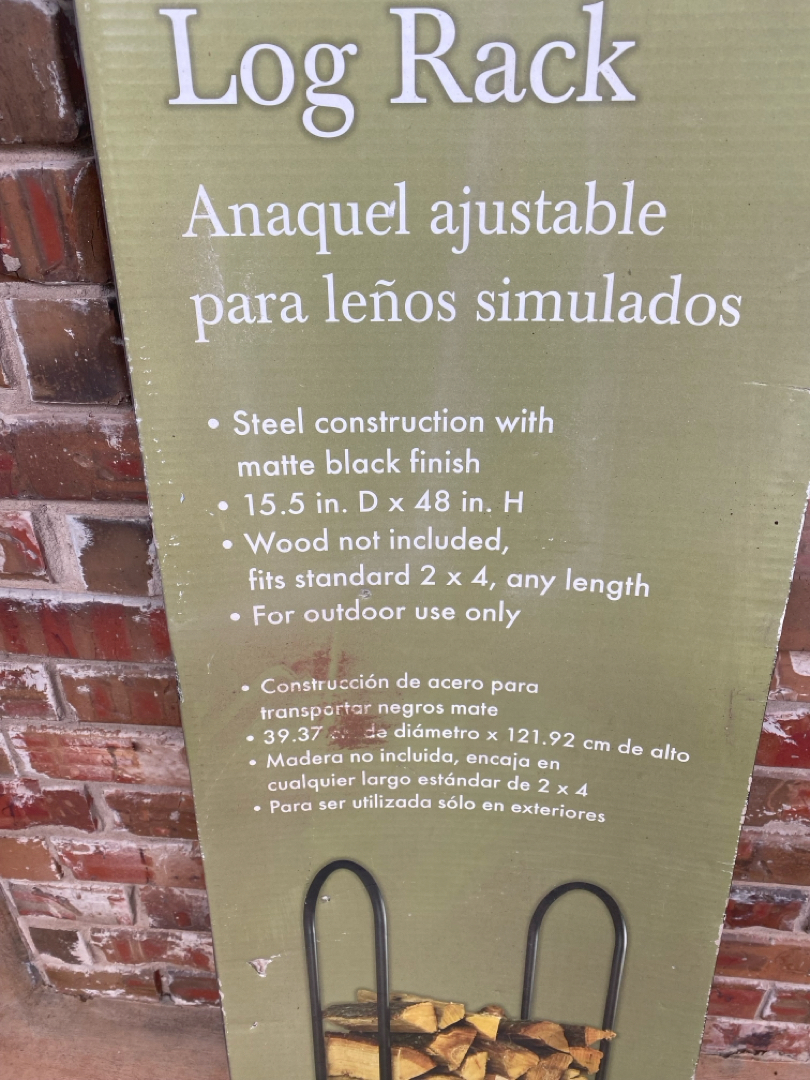 Log Rack
Anaquel ajustable
para leños simulados
• Steel construction with
matte black finish
• 15.5 in. D x 48 in. H
• Wood not included,
fits standard 2 x 4, any length
• For outdoor use only
• Construcción de acero para
transportar negros mate
• 39.37 de diámetro x 121.92 cm de alto
• Madera no incluida, encaja en
cualquier largo estándar de 2 x 4
• Para ser utilizada sólo en exteriores